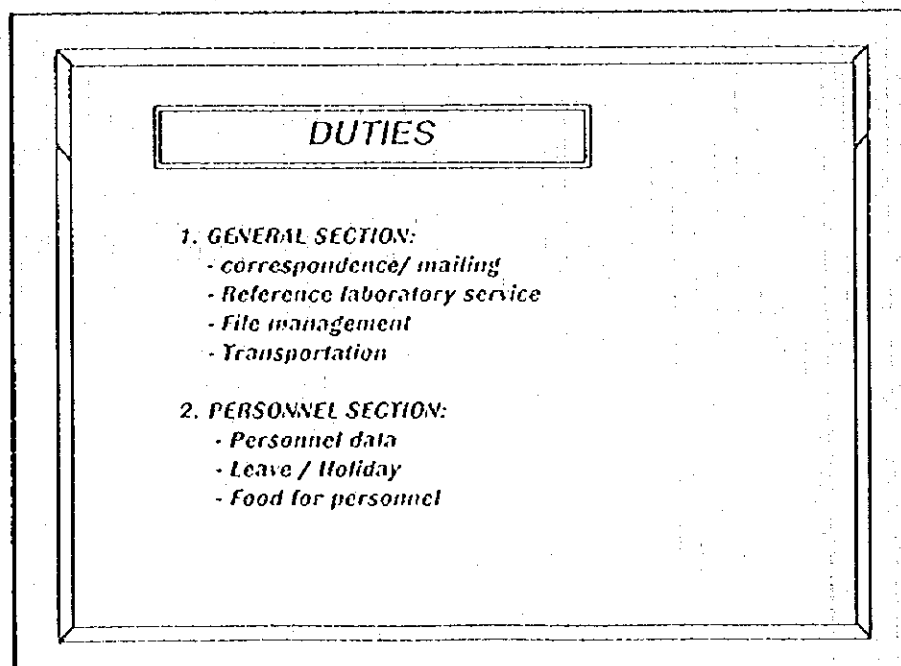 DUTIES
1. GENERAL SECTION:
- correspondence/ mailing
- Reference laboratory service
- File management
- Transportation
2. PERSONNEL SECTION:
- Personnel data
- Leave / Holiday
- Food for personnel